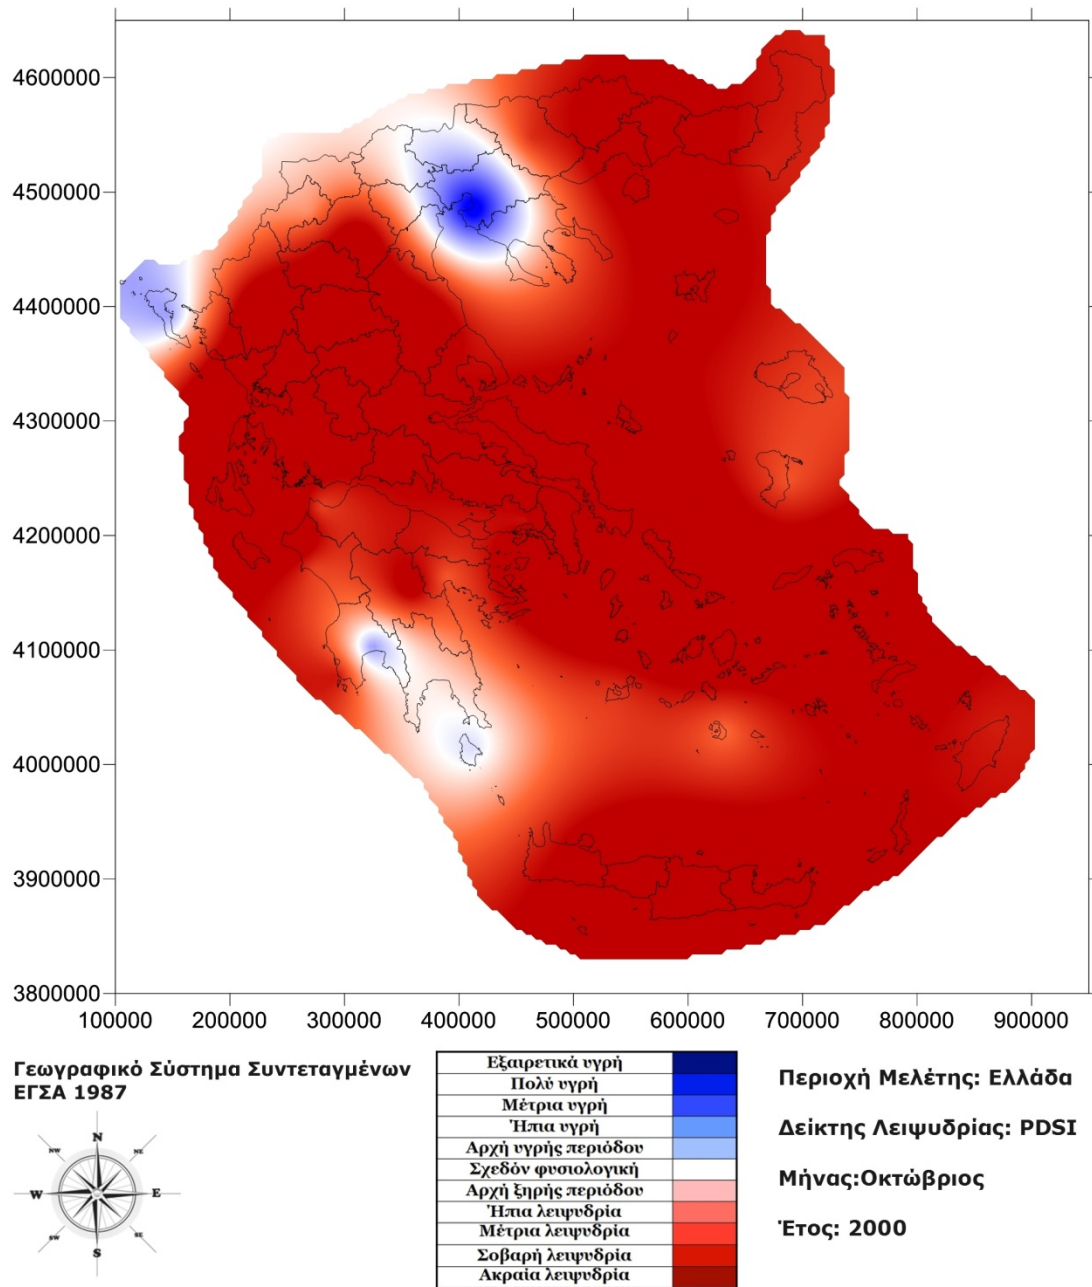 4600000
4500000
4400000
4300000
4200000
4100000
4000000
3900000
3800000
100000 200000 300000 400000 500000 600000 700000 800000 900000
Γεωγραφικό Σύστημα Συντεταγμένων
ΕΓΣΑ 1987
N
NE
E
SE
S
SW
W
NW
Εξαιρετικά υγρή
Πολύ υγρή
Μέτρια υγρή
Ήπια υγρή
Αρχή υγρής περιόδου
Σχεδόν φυσιολογική
Αρχή ξηρής περιόδου
Ήπια λειψυδρία
Μέτρια λειψυδρία
Σοβαρή λειψυδρία
Ακραία λειψυδρία
Περιοχή Μελέτης: Ελλάδα
Δείκτης Λειψυδρίας: PDSI
Μήνας:Οκτώβριος
Έτος: 2000